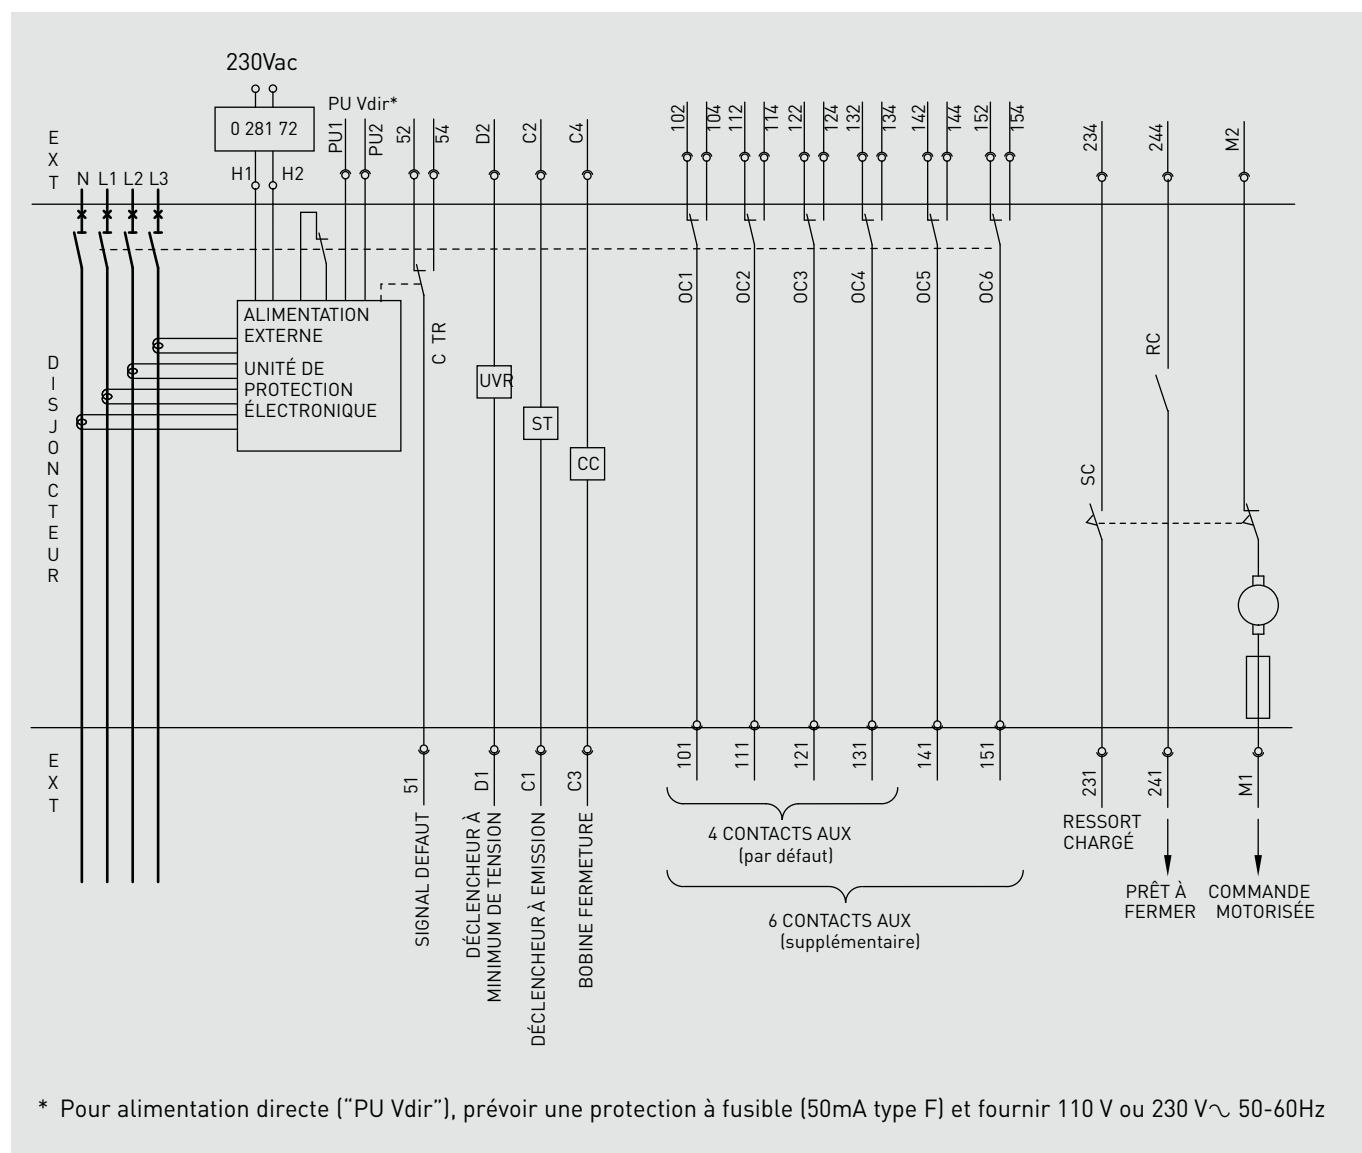 230Vac
0 281 72
PU Vdir*
H1
H2
PU1
PU2
52
54
D2
C2
C4
102
104
112
114
122
124
132
134
142
144
152
154
234
244
M2
EXT
N L1 L2 L3
ALIMENTATION
EXTERNE
UNITÉ DE
PROTECTION
ÉLECTRONIQUE
C TR
UVR
ST
CC
OC1
OC2
OC3
OC4
OC5
OC6
SC
RC
DISJONCTEUR
EXT
51
D1
C1
C3
101
111
121
131
141
151
231
241
M1
SIGNAL DEFAUT
DÉCLENCHEUR À
MINIMUM DE TENSION
DÉCLENCHEUR À EMISSION
BOBINE FERMETURE
4 CONTACTS AUX
(par défaut)
6 CONTACTS AUX
(supplémentaire)
RESSORT
CHARGÉ
PRÊT À
FERMER
COMMANDE
MOTORISÉE
* Pour alimentation directe (“PU Vdir”), prévoir une protection à fusible (50mA type F) et fournir 110 V ou 230 V∿ 50-60Hz